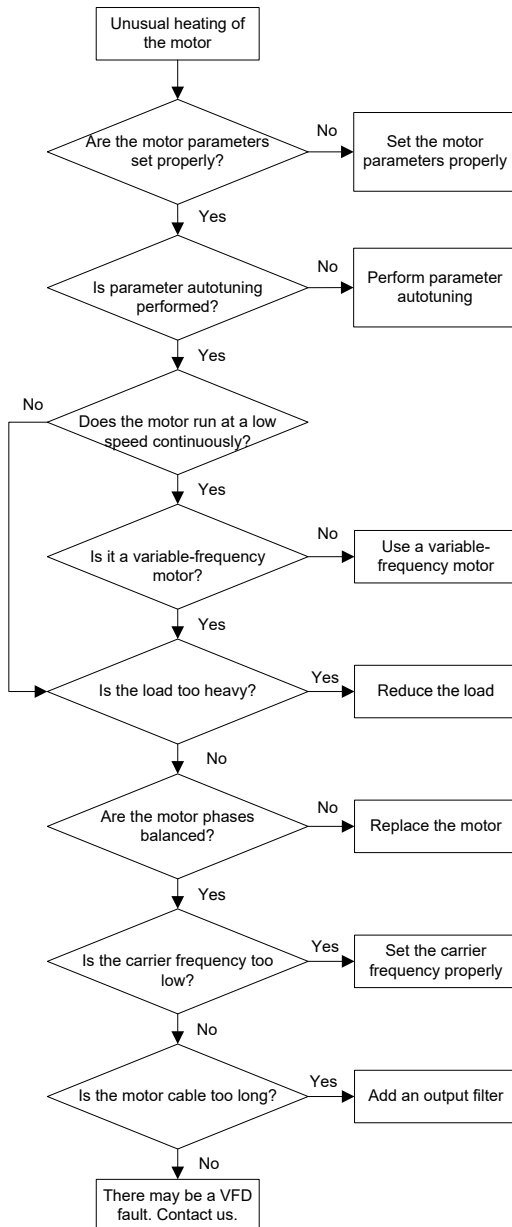 Unusual heating of
the motor
Are the motor parameters
set properly?
No
Set the motor
parameters properly
Yes
Is parameter autotuning
performed?
No
Perform parameter
autotuning
Yes
No
Does the motor run at a low
speed continuously?
Yes
Is it a variable-frequency
motor?
No
Use a variable-
frequency motor
Yes
Is the load too heavy?
Yes
Reduce the load
No
Are the motor phases
balanced?
No
Replace the motor
Yes
Is the carrier frequency too
low?
Yes
Set the carrier
frequency properly
No
Is the motor cable too long?
Yes
Add an output filter
No
There may be a VFD
fault. Contact us.